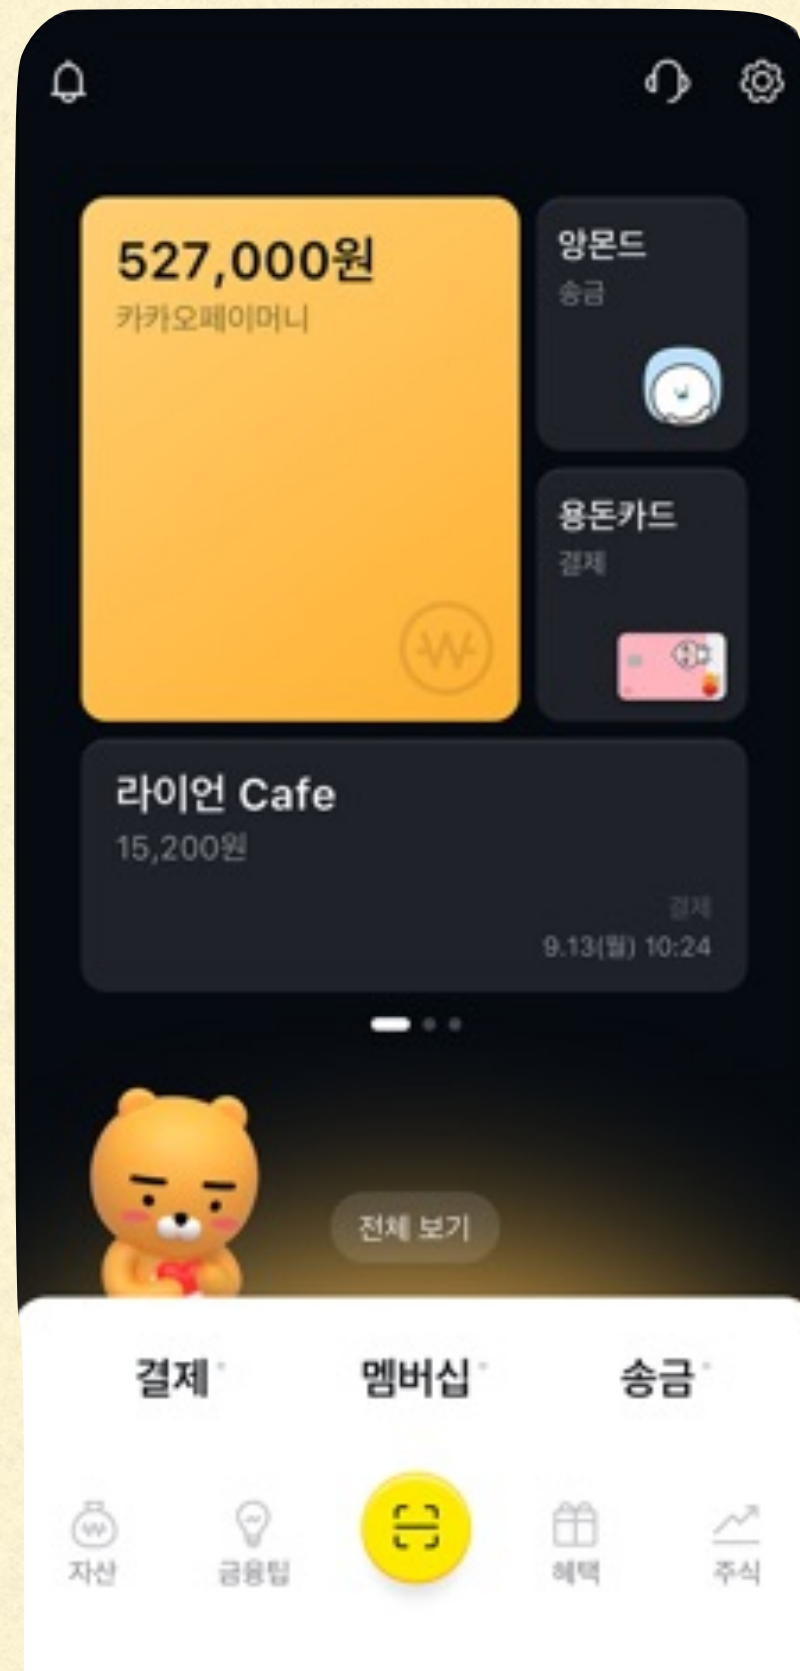 527,000원
카카오페이머니
앙몬드
송금
용돈카드
결제
라이언 Cafe
15,200원
결제
9.13(월) 10:24
전체 보기
결제
멤버십
송금
자산
금융팁
혜택
주식